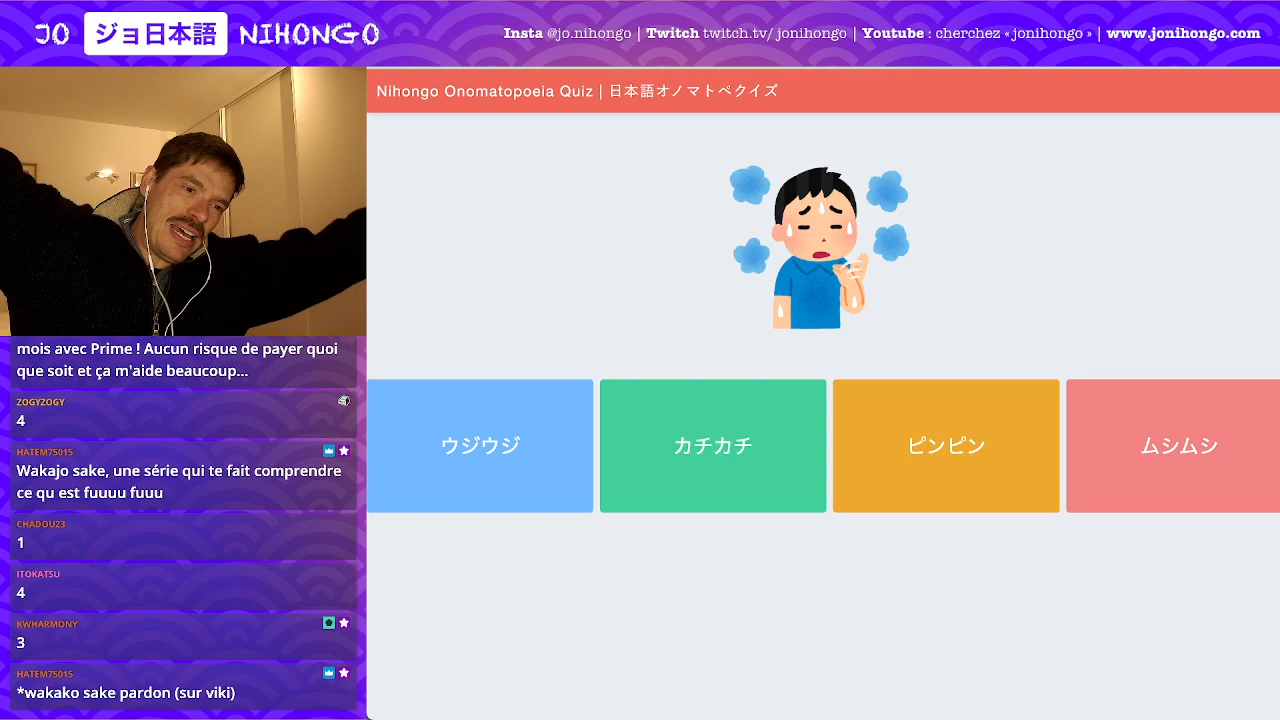 JO ジョ日本語 NIHONGO
Insta @jo.nihongo | Twitch twitch.tv/jonihongo | Youtube : cherchez « jonihongo » | www.jonihongo.com
Nihongo Onomatopoeia Quiz | 日本語オノマトペクイズ
ウジウジ
カチカチ
ピンピン
ムシムシ
mois avec Prime ! Aucun risque de payer quoi
que soit et ça m'aide beaucoup...
ZOGYZOGY
4
HATEM75015
Wakajo sake, une série qui te fait comprendre
ce qu est fuuuu fuuu
CHADOU23
1
ITOKATSU
4
KWHARMONY
3
HATEM75015
*wakako sake pardon (sur viki)